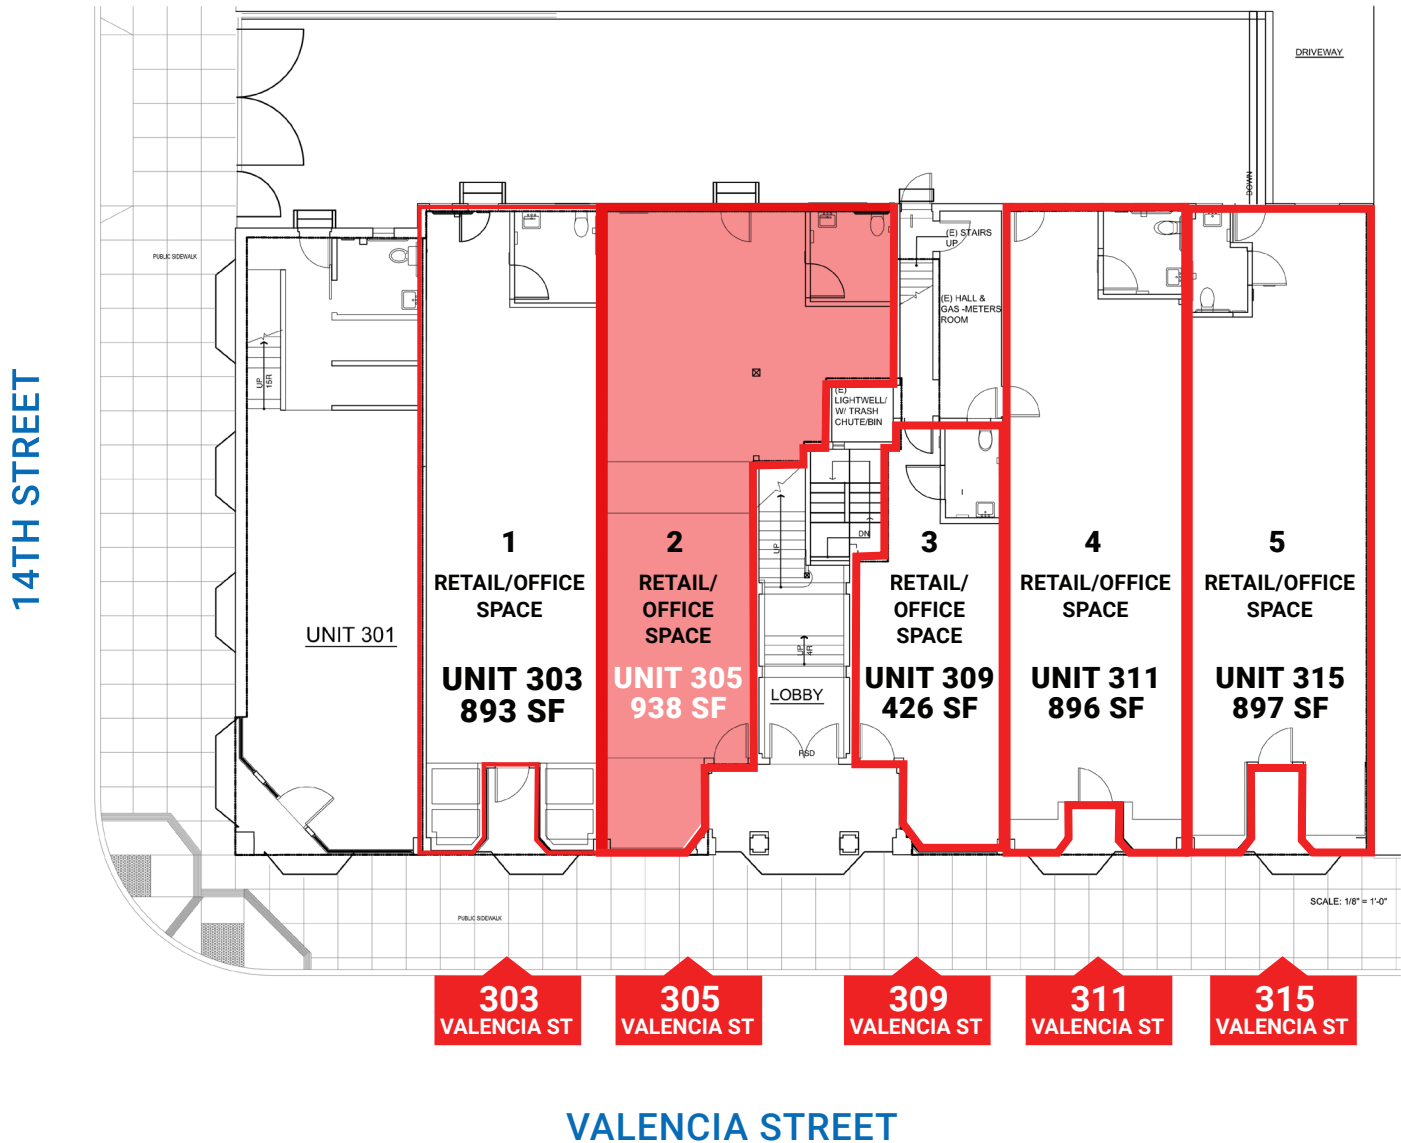 DRIVEWAY
DOWN
PUBLIC SIDEWALK
(E) STAIRS
UP
(E) HALL &
GAS -METERS
ROOM
UP
15R
(E)
LIGHTWELL/
W/ TRASH
CHUTE/BIN
14TH STREET
UP
DN
1
RETAIL/OFFICE
SPACE
UNIT 303
893 SF
2
RETAIL/
OFFICE
SPACE
UNIT 305
938 SF
3
RETAIL/
OFFICE
SPACE
UNIT 309
426 SF
4
RETAIL/OFFICE
SPACE
UNIT 311
896 SF
5
RETAIL/OFFICE
SPACE
UNIT 315
897 SF
UNIT 301
UP
4R
LOBBY
SCALE: 1/8" = 1'-0"
PUBLIC SIDEWALK
303
VALENCIA ST
305
VALENCIA ST
309
VALENCIA ST
311
VALENCIA ST
315
VALENCIA ST
VALENCIA STREET